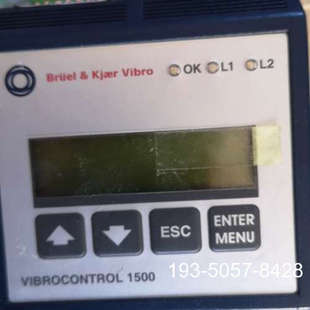 Brüel & Kjær Vibro OK L1 L2
ESC
ENTER
MENU
193-5057-8428
VIBROCONTROL 1500